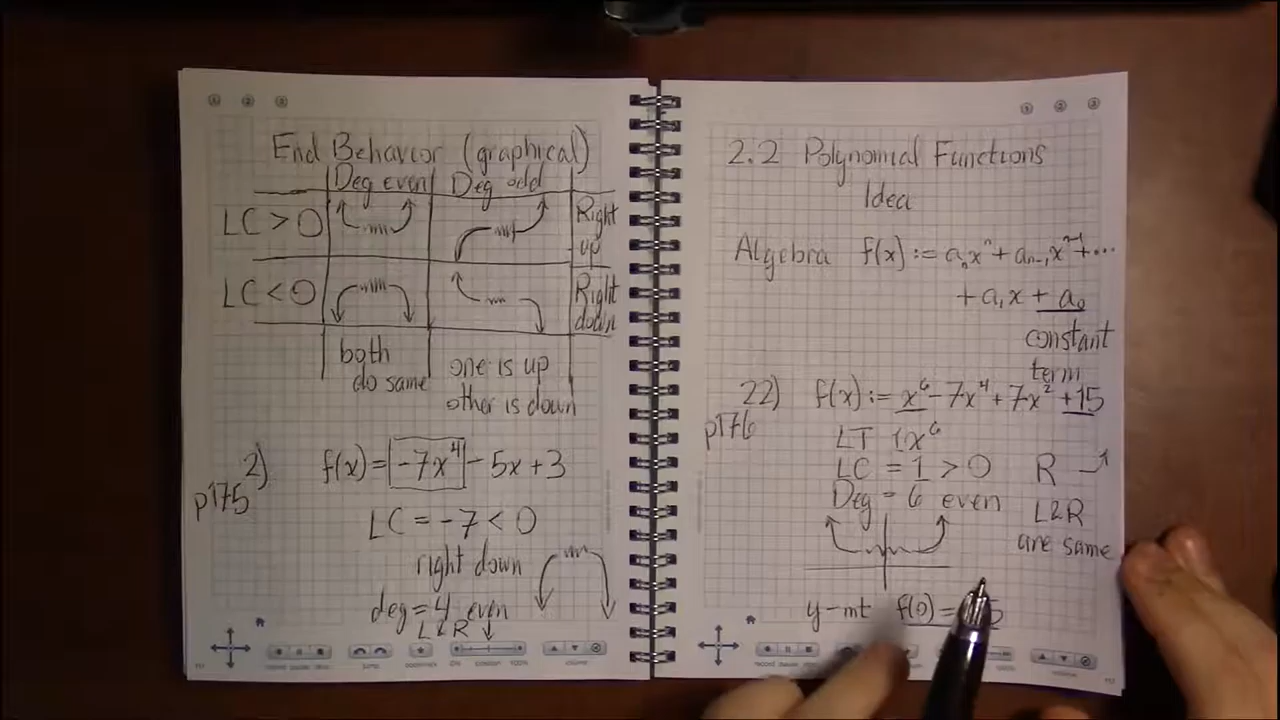 End Behavior (graphical)
Deg even Deg odd
LC > 0 Right up
LC < 0 Right down
both do same
one is up
other is down
2) f(x) = -7x⁴ - 5x + 3
p175
LC = -7 < 0
right down
deg = 4 even
L & R ↓
2.2 Polynomial Functions
Idea
Algebra f(x) := aₙxⁿ + aₙ₋₁xⁿ⁻¹ + ...
+ a₁x + a₀
constant
term
22) f(x) := x⁶ - 7x⁴ + 7x² + 15
p176
LT 1x⁶
LC = 1 > 0 R
Deg = 6 even L&R
are same
y-int f(0) =